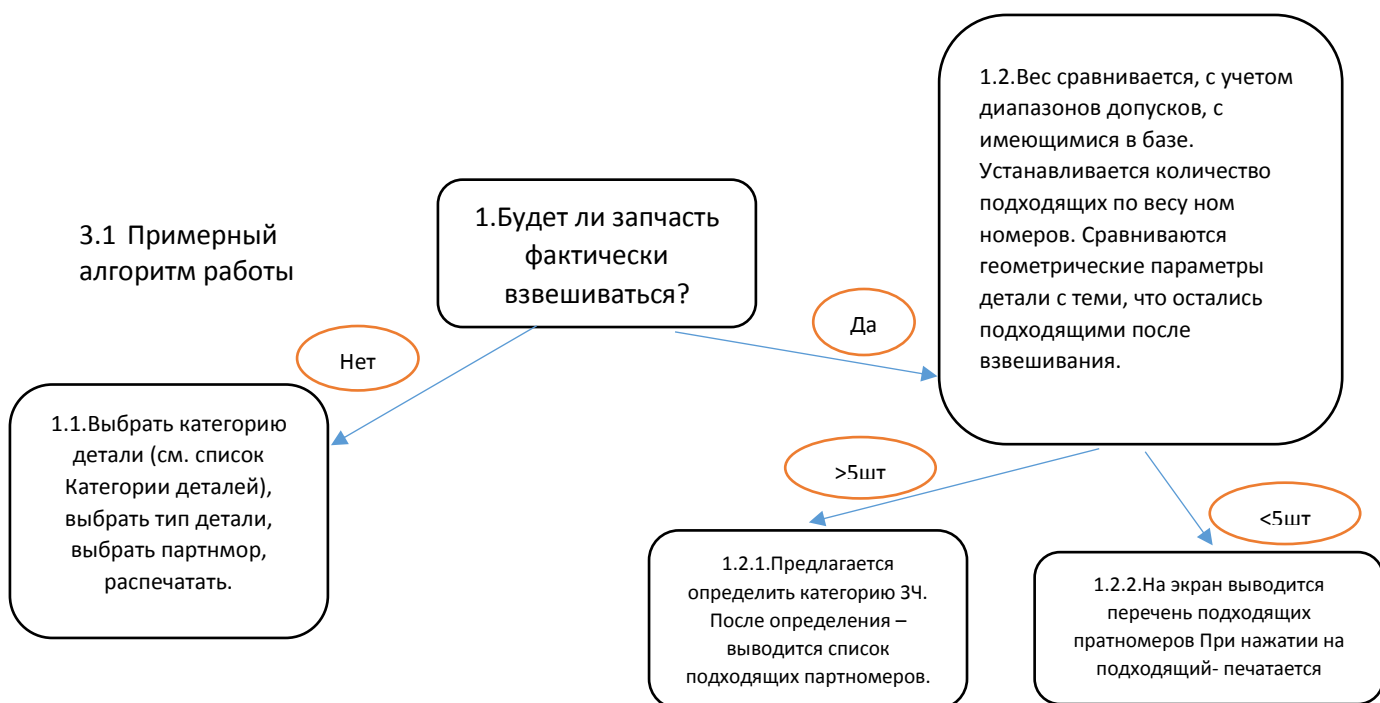 3.1 Примерный
алгоритм работы
1.Будет ли запчасть
фактически
взвешиваться?
Нет
Да
1.1.Выбрать категорию
детали (см. список
Категории деталей),
выбрать тип детали,
выбрать партнмор,
распечатать.
1.2.Вес сравнивается, с учетом
диапазонов допусков, с
имеющимися в базе.
Устанавливается количество
подходящих по весу ном
номеров. Сравниваются
геометрические параметры
детали с теми, что остались
подходящими после
взвешивания.
>5шт
<5шт
1.2.1.Предлагается
определить категорию ЗЧ.
После определения –
выводится список
подходящих партномеров.
1.2.2.На экран выводится
перечень подходящих
пратномеров При нажатии на
подходящий- печатается